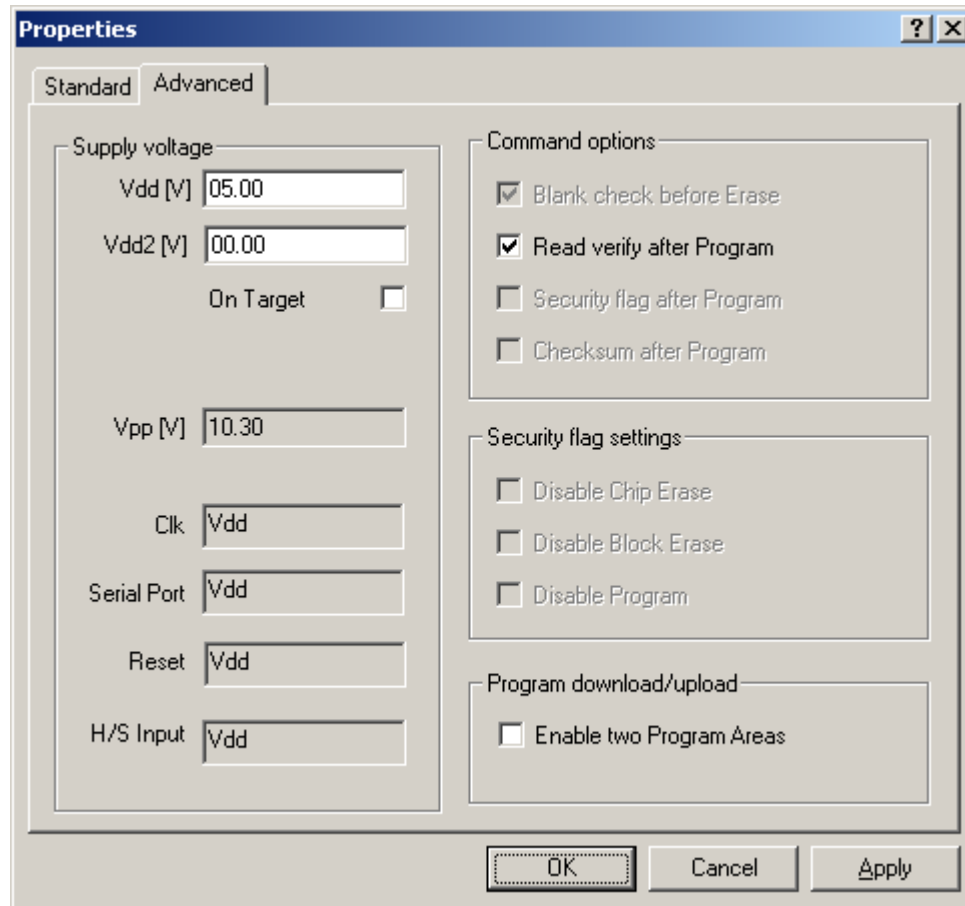 Properties
Standard
Advanced
Supply voltage
Vdd [V] 05.00
Vdd2 [V] 00.00
On Target
Vpp [V] 10.30
Clk Vdd
Serial Port Vdd
Reset Vdd
H/S Input Vdd
Command options
Blank check before Erase
Read verify after Program
Security flag after Program
Checksum after Program
Security flag settings
Disable Chip Erase
Disable Block Erase
Disable Program
Program download/upload
Enable two Program Areas
OK
Cancel
Apply